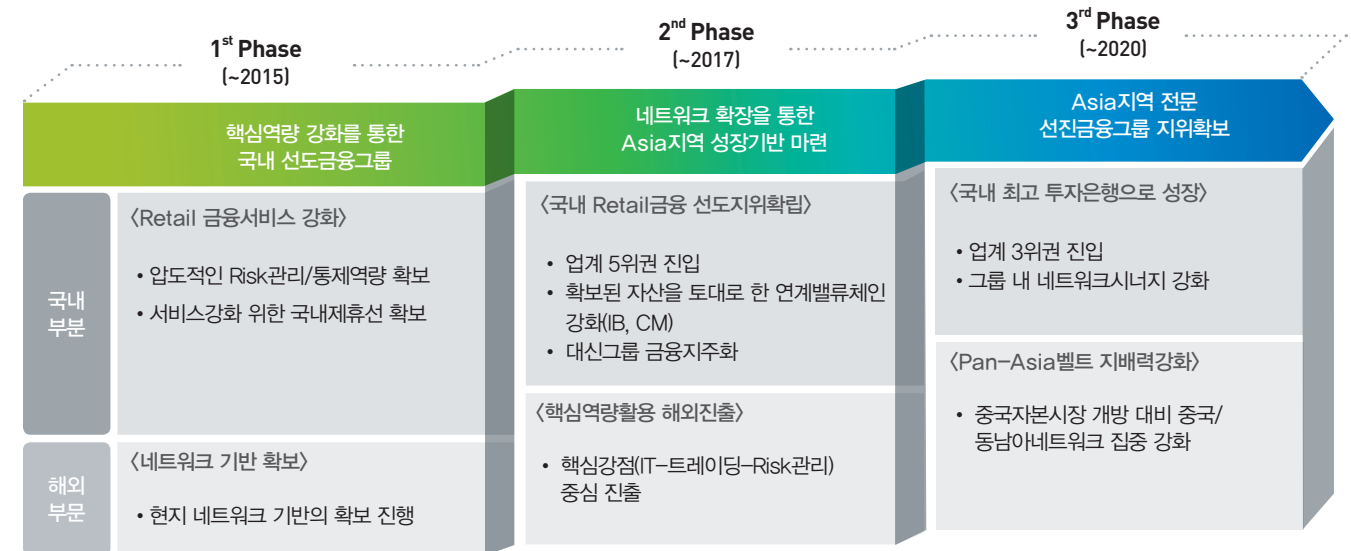 1st Phase
(~2015)
2nd Phase
(~2017)
3rd Phase
(~2020)
핵심역량 강화를 통한
국내 선도금융그룹
네트워크 확장을 통한
Asia지역 성장기반 마련
Asia지역 전문
선진금융그룹 지위확보
국내
부분
〈Retail 금융서비스 강화〉
• 압도적인 Risk관리/통제역량 확보
• 서비스강화 위한 국내제휴선 확보
〈국내 Retail금융 선도지위확립〉
• 업계 5위권 진입
• 확보된 자산을 토대로 한 연계밸류체인
강화(IB, CM)
• 대신그룹 금융지주화
〈국내 최고 투자은행으로 성장〉
• 업계 3위권 진입
• 그룹 내 네트워크시너지 강화
해외
부문
〈네트워크 기반 확보〉
• 현지 네트워크 기반의 확보 진행
〈핵심역량활용 해외진출〉
• 핵심강점(IT-트레이딩-Risk관리)
중심 진출
〈Pan-Asia벨트 지배력강화〉
• 중국자본시장 개방 대비 중국/
동남아네트워크 집중 강화